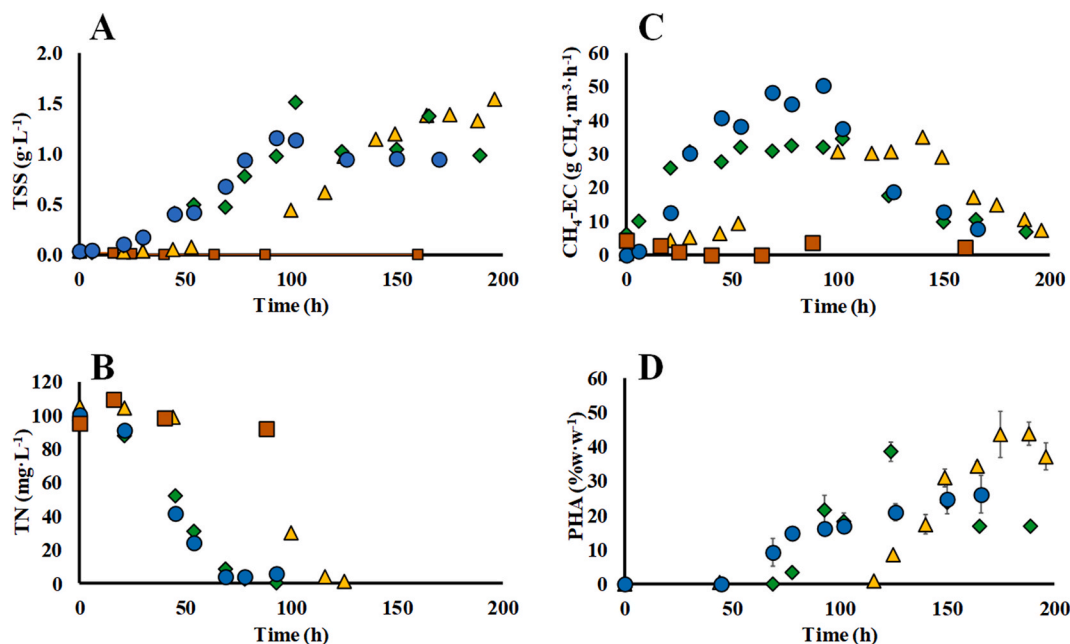 A
TSS (g·L⁻¹)
2.0
1.5
1.0
0.5
0.0
0 50 100 150 200
Time (h)
C
CH₄-EC (g CH₄·m⁻³·h⁻¹)
60
50
40
30
20
10
0
0 50 100 150 200
Time (h)
B
TN (mg·L⁻¹)
120
100
80
60
40
20
0
0 50 100 150 200
Time (h)
D
PHA (%w·w⁻¹)
60
50
40
30
20
10
0
0 50 100 150 200
Time (h)